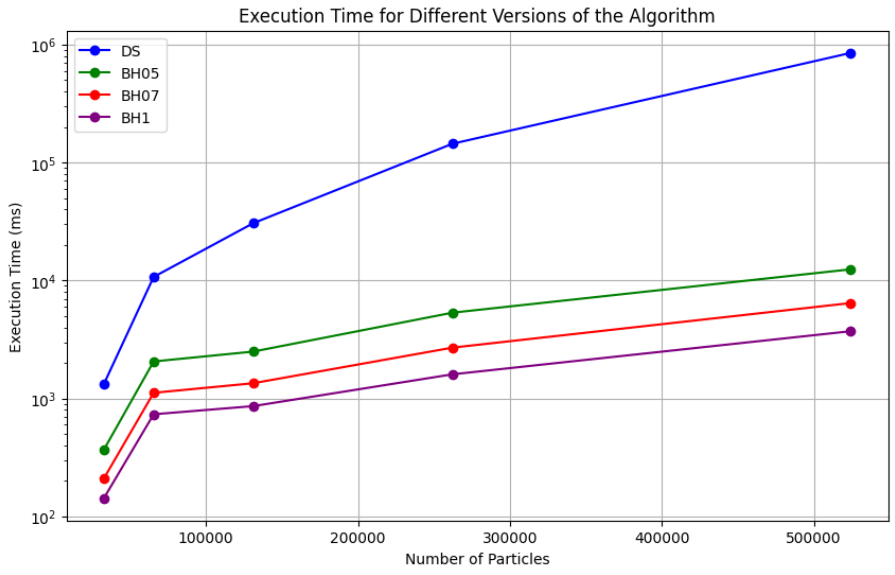 Execution Time for Different Versions of the Algorithm
DS
BH05
BH07
BH1
Execution Time (ms)
10^6
10^5
10^4
10^3
10^2
100000 200000 300000 400000 500000
Number of Particles